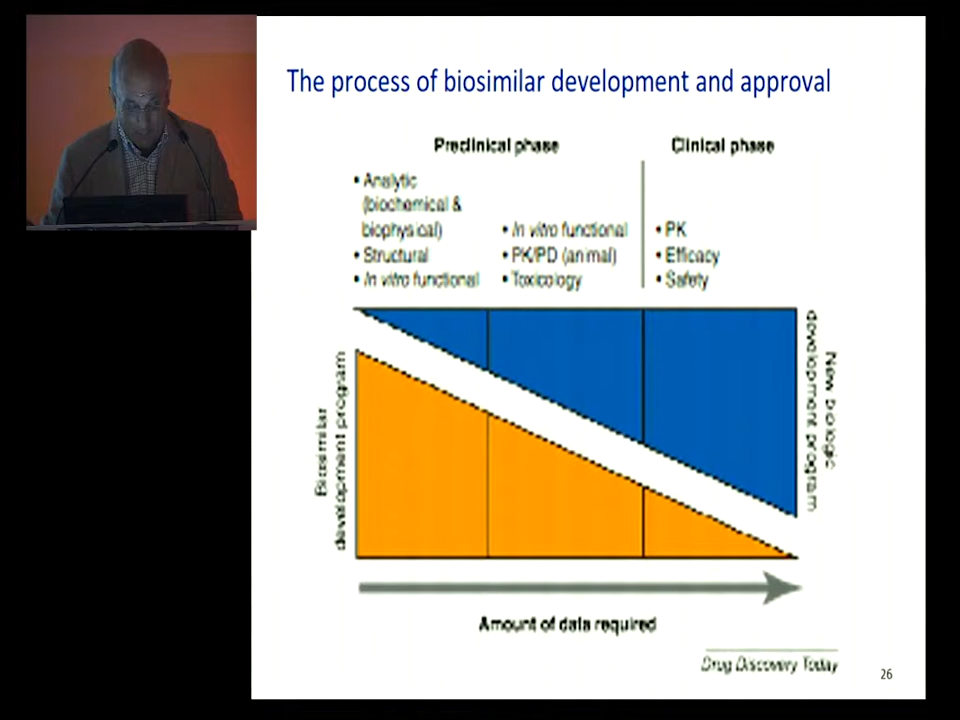 The process of biosimilar development and approval
Preclinical phase
Clinical phase
• Analytic
(biochemical &
biophysical)
• Structural
• In vitro functional
• In vitro functional
• PK/PD (animal)
• Toxicology
• PK
• Efficacy
• Safety
Biosimilar
development program
New biologic
development program
Amount of data required
Drug Discovery Today
26